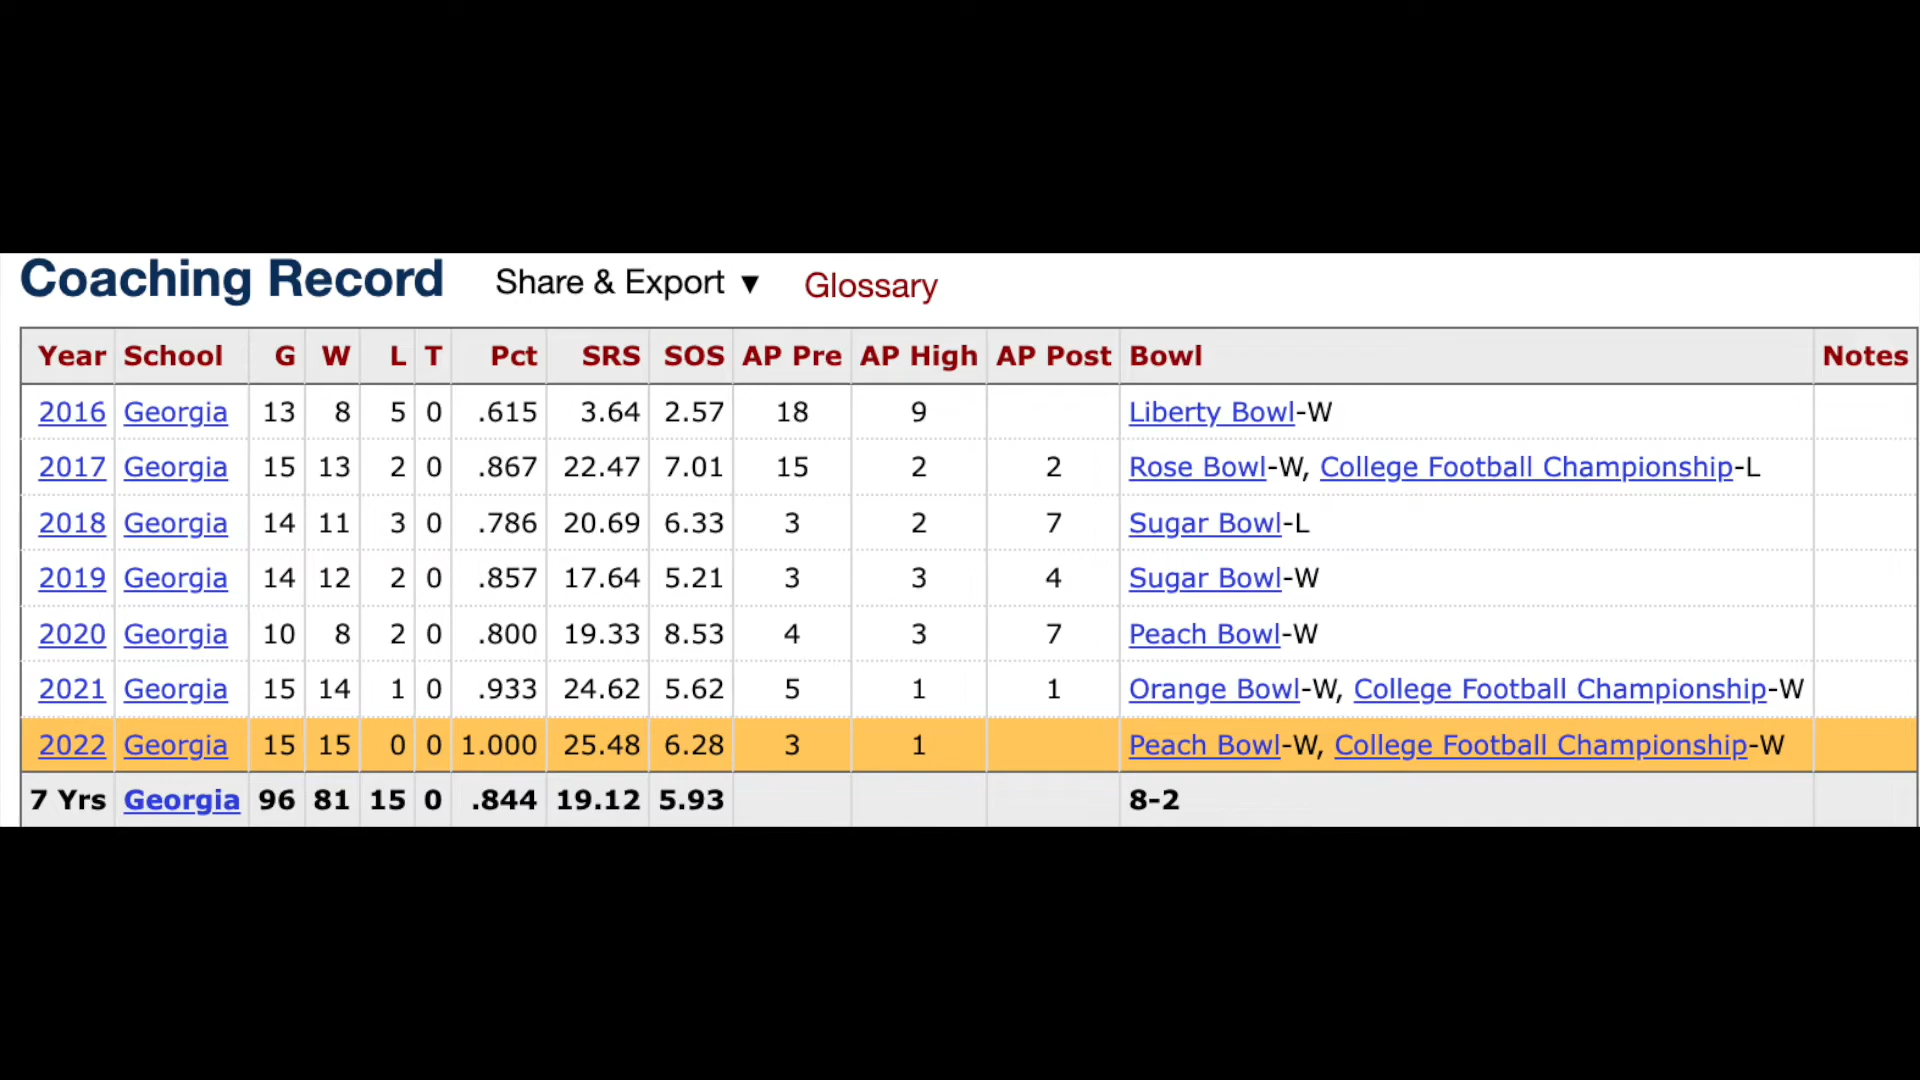 Coaching Record Share & Export ▼ Glossary
Year School G W L T Pct SRS SOS AP Pre AP High AP Post Bowl Notes
2016 Georgia 13 8 5 0 .615 3.64 2.57 18 9 Liberty Bowl-W
2017 Georgia 15 13 2 0 .867 22.47 7.01 15 2 2 Rose Bowl-W, College Football Championship-L
2018 Georgia 14 11 3 0 .786 20.69 6.33 3 2 7 Sugar Bowl-L
2019 Georgia 14 12 2 0 .857 17.64 5.21 3 3 4 Sugar Bowl-W
2020 Georgia 10 8 2 0 .800 19.33 8.53 4 3 7 Peach Bowl-W
2021 Georgia 15 14 1 0 .933 24.62 5.62 5 1 1 Orange Bowl-W, College Football Championship-W
2022 Georgia 15 15 0 0 1.000 25.48 6.28 3 1 Peach Bowl-W, College Football Championship-W
7 Yrs Georgia 96 81 15 0 .844 19.12 5.93 8-2